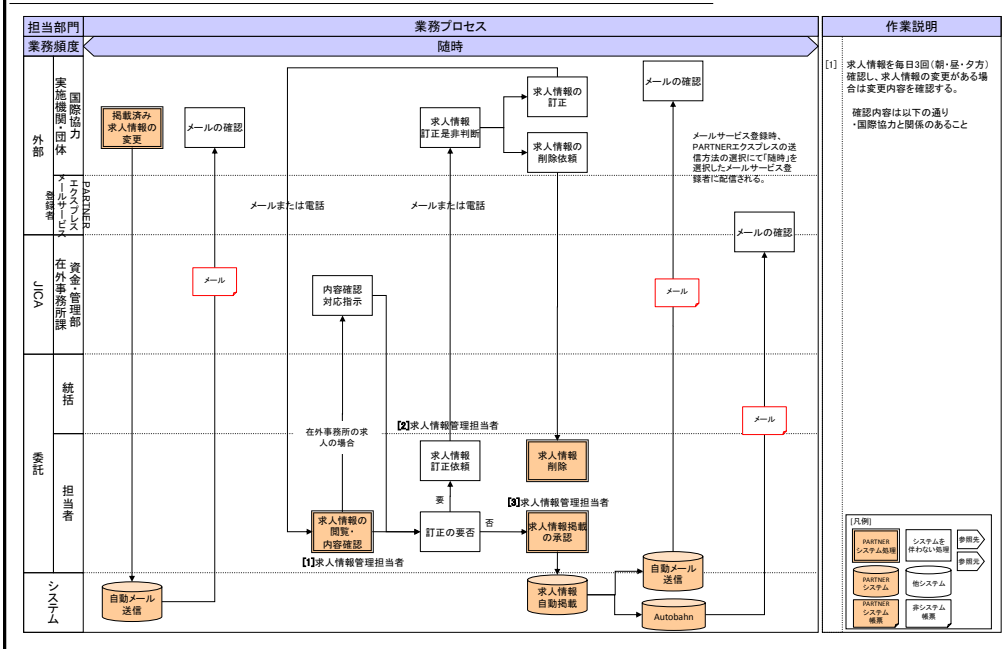 担当部門
業務プロセス
作業説明
業務頻度
随時
外部
国際協力
実施機関・団体
掲載済み
求人情報の
変更
メールの確認
求人情報
訂正是非判断
求人情報の
訂正
求人情報の
削除依頼
メールの確認
メールサービス登録時、
PARTNERエクスプレスの送
信方法の選択にて「随時」を
選択したメールサービス登
録者に配信される。
[1] 求人情報を毎日3回(朝・昼・夕方)
確認し、求人情報の変更がある場
合は変更内容を確認する。
確認内容は以下の通り
・国際協力と関係のあること
PARTNER
エクスプレス
メールサービス
登録者
メールまたは電話
メールまたは電話
メールの確認
JICA
資金・管理部
在外事務所課
メール
内容確認
対応指示
メール
委託
統括
在外事務所の求
人の場合
[2]求人情報管理担当者
メール
担当者
求人情報
訂正依頼
求人情報
削除
要
[3]求人情報管理担当者
求人情報の
閲覧・
内容確認
訂正の要否
否
求人情報掲載
の承認
[1]求人情報管理担当者
システム
自動メール
送信
求人情報
自動掲載
自動メール
送信
Autobahn
[凡例]
PARTNER
システム処理
システムを
伴わない処理
参照先
参照元
PARTNER
システム
他システム
PARTNER
システム
帳票
非システム
帳票